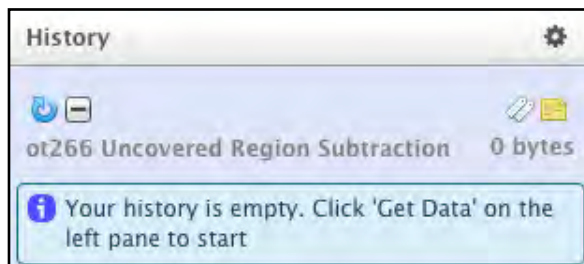 History
ot266 Uncovered Region Subtraction 0 bytes
Your history is empty. Click 'Get Data' on the
left pane to start